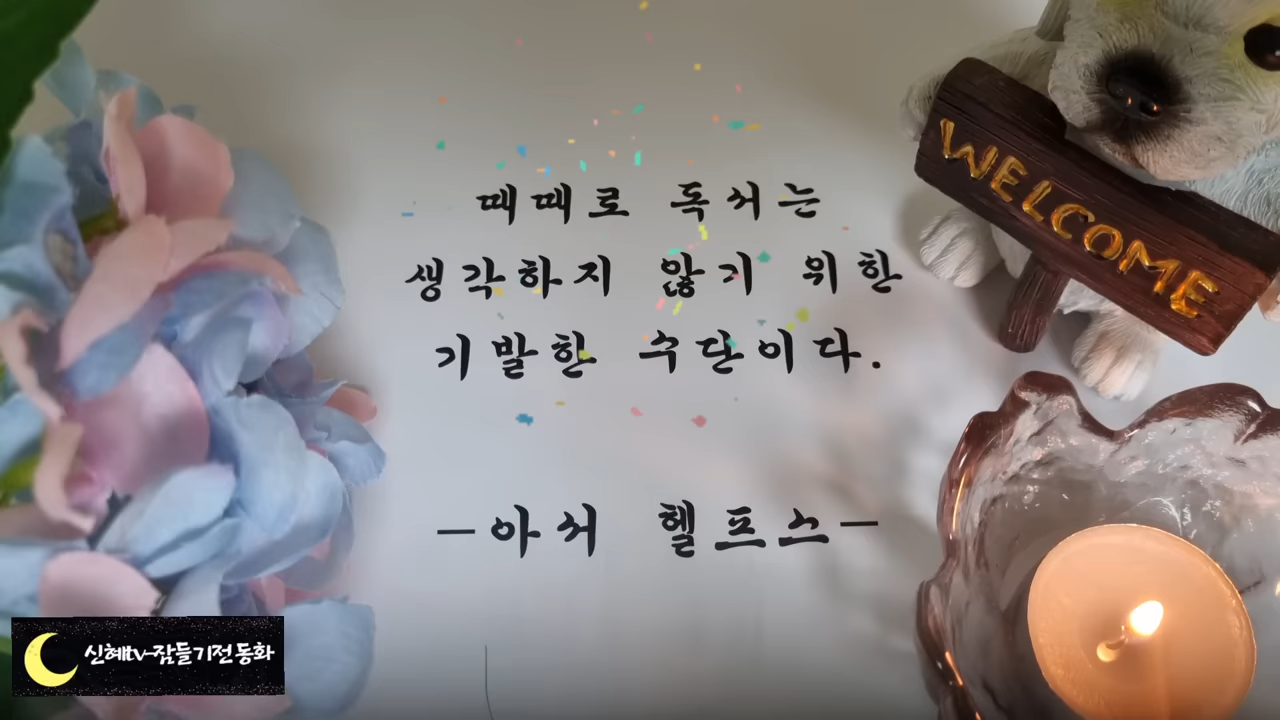 때때로 독서는
생각하지 않기 위한
기발한 수단이다.
-아서 헬프스-
WELCOME
신혜tv-잠들기전 동화